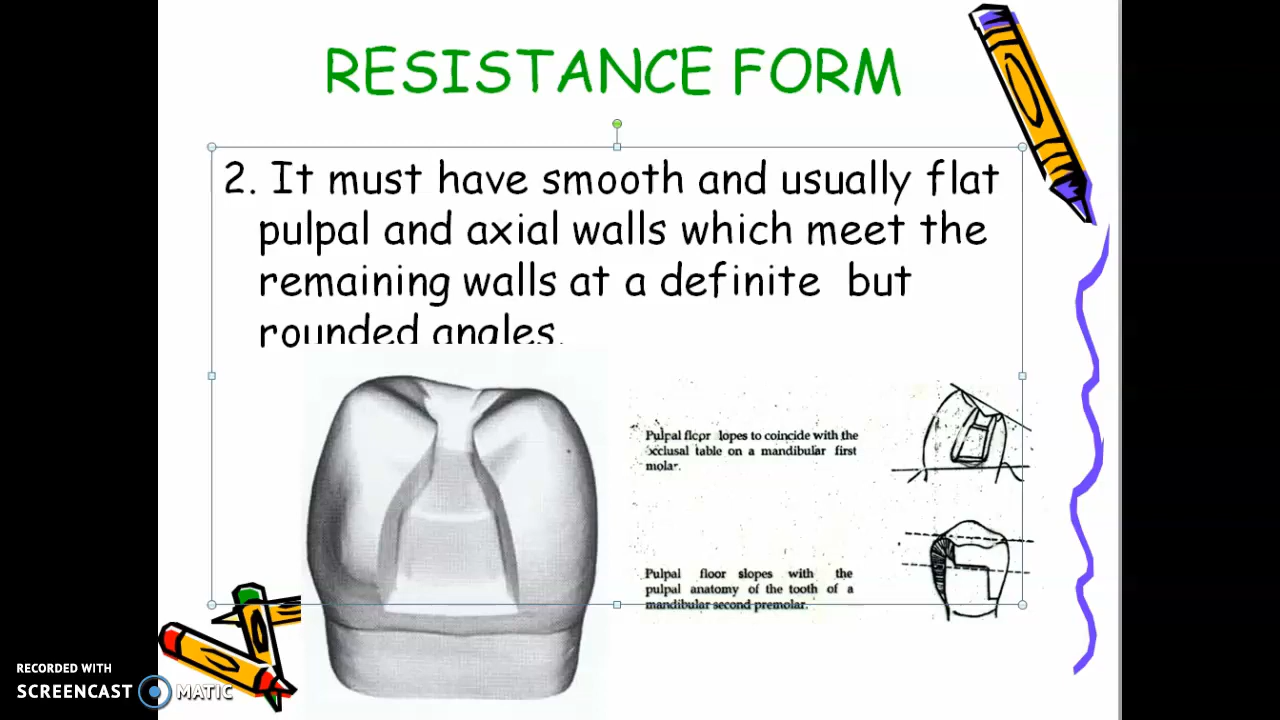 RESISTANCE FORM
2. It must have smooth and usually flat
pulpal and axial walls which meet the
remaining walls at a definite but
rounded angles.
Pulpal floor lopes to coincide with the
occlusal table on a mandibular first
molar.
Pulpal floor slopes with the
pulpal anatomy of the tooth of a
mandibular second premolar.
RECORDED WITH
SCREENCAST MATIC